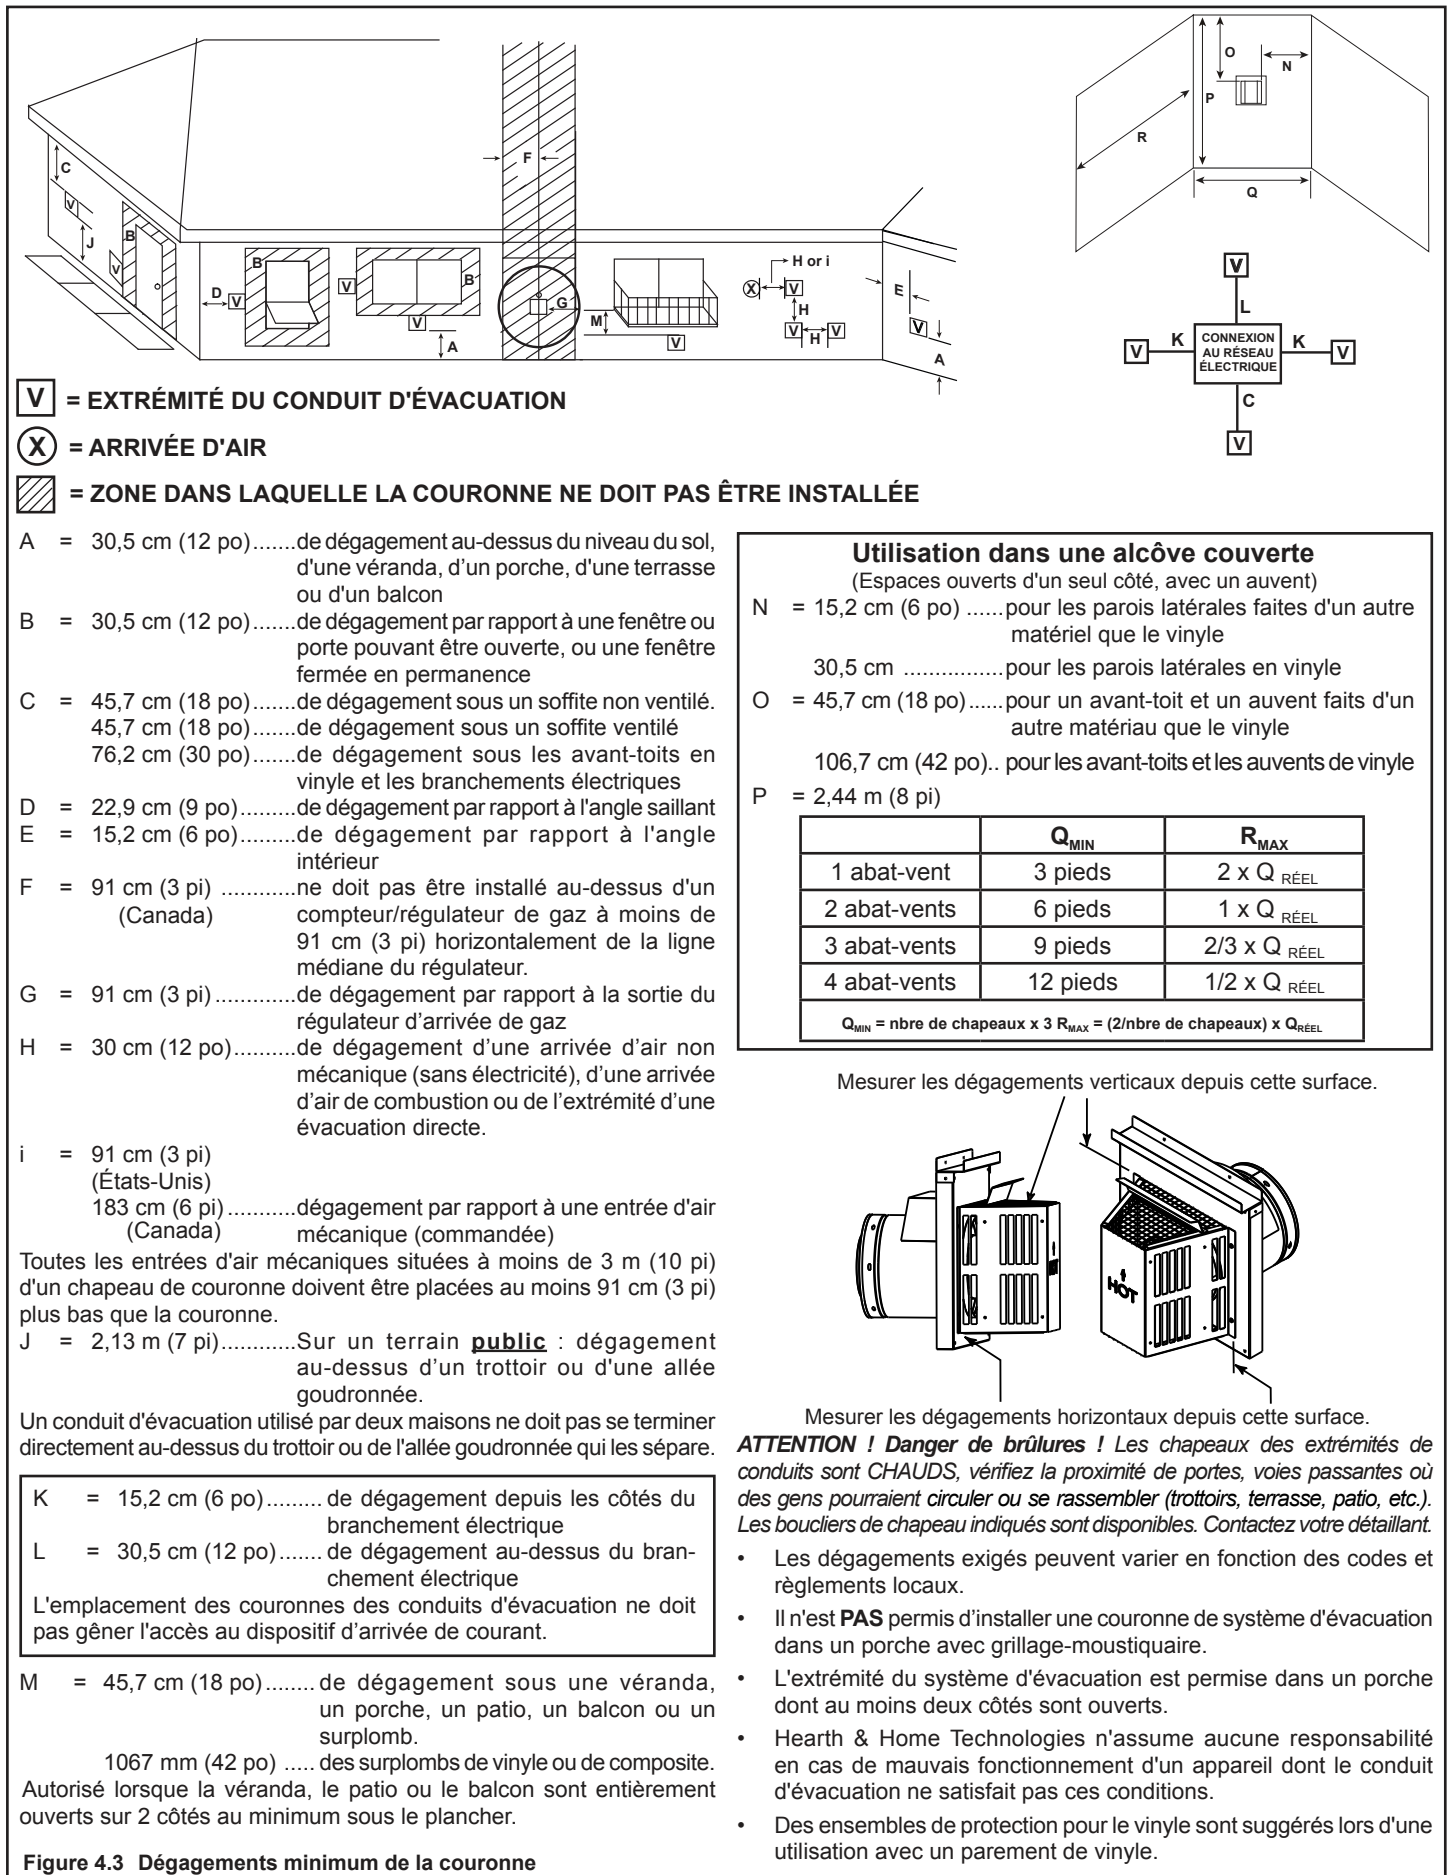 C
V
J
B
V
D
V
B
V
B
V
A
F
G
M
V
H or i
X
V
H
V
V
H
E
V
A
O
N
P
R
Q
V
L
V
K
CONNEXION
AU RÉSEAU
ÉLECTRIQUE
K
V
C
V
V = EXTRÉMITÉ DU CONDUIT D'ÉVACUATION
X = ARRIVÉE D'AIR
= ZONE DANS LAQUELLE LA COURONNE NE DOIT PAS ÊTRE INSTALLÉE
A = 30,5 cm (12 po).......de dégagement au-dessus du niveau du sol,
d'une véranda, d’un porche, d'une terrasse
ou d'un balcon
B = 30,5 cm (12 po).......de dégagement par rapport à une fenêtre ou
porte pouvant être ouverte, ou une fenêtre
fermée en permanence
C = 45,7 cm (18 po).......de dégagement sous un soffite non ventilé.
45,7 cm (18 po).......de dégagement sous un soffite ventilé
76,2 cm (30 po).......de dégagement sous les avant-toits en
vinyle et les branchements électriques
D = 22,9 cm (9 po).........de dégagement par rapport à l'angle saillant
E = 15,2 cm (6 po).........de dégagement par rapport à l'angle
intérieur
F = 91 cm (3 pi) ............ne doit pas être installé au-dessus d'un
(Canada) compteur/régulateur de gaz à moins de
91 cm (3 pi) horizontalement de la ligne
médiane du régulateur.
G = 91 cm (3 pi).............de dégagement par rapport à la sortie du
régulateur d’arrivée de gaz
H = 30 cm (12 po)..........de dégagement d’une arrivée d'air non
mécanique (sans électricité), d'une arrivée
d’air de combustion ou de l’extrémité d’une
évacuation directe.
i = 91 cm (3 pi)
(États-Unis)
183 cm (6 pi)...........dégagement par rapport à une entrée d'air
(Canada) mécanique (commandée)
Toutes les entrées d'air mécaniques situées à moins de 3 m (10 pi)
d'un chapeau de couronne doivent être placées au moins 91 cm (3 pi)
plus bas que la couronne.
J = 2,13 m (7 pi)............Sur un terrain public : dégagement
au-dessus d’un trottoir ou d'une allée
goudronnée.
Un conduit d'évacuation utilisé par deux maisons ne doit pas se terminer
directement au-dessus du trottoir ou de l'allée goudronnée qui les sépare.
K = 15,2 cm (6 po)......... de dégagement depuis les côtés du
branchement électrique
L = 30,5 cm (12 po)....... de dégagement au-dessus du bran-
chement électrique
L'emplacement des couronnes des conduits d'évacuation ne doit
pas gêner l'accès au dispositif d’arrivée de courant.
M = 45,7 cm (18 po)........ de dégagement sous une véranda,
un porche, un patio, un balcon ou un
surplomb.
1067 mm (42 po) ..... des surplombs de vinyle ou de composite.
Autorisé lorsque la véranda, le patio ou le balcon sont entièrement
ouverts sur 2 côtés au minimum sous le plancher.
Figure 4.3 Dégagements minimum de la couronne
Utilisation dans une alcôve couverte
(Espaces ouverts d'un seul côté, avec un auvent)
N = 15,2 cm (6 po) ......pour les parois latérales faites d'un autre
matériel que le vinyle
30,5 cm ................pour les parois latérales en vinyle
O = 45,7 cm (18 po)......pour un avant-toit et un auvent faits d'un
autre matériau que le vinyle
106,7 cm (42 po).. pour les avant-toits et les auvents de vinyle
P = 2,44 m (8 pi)
QMIN RMAX
1 abat-vent 3 pieds 2 x Q RÉEL
2 abat-vents 6 pieds 1 x Q RÉEL
3 abat-vents 9 pieds 2/3 x Q RÉEL
4 abat-vents 12 pieds 1/2 x Q RÉEL
QMIN = nbre de chapeaux x 3 RMAX = (2/nbre de chapeaux) x QRÉEL
Mesurer les dégagements verticaux depuis cette surface.
HOT
Mesurer les dégagements horizontaux depuis cette surface.
ATTENTION ! Danger de brûlures ! Les chapeaux des extrémités de
conduits sont CHAUDS, vérifiez la proximité de portes, voies passantes où
des gens pourraient circuler ou se rassembler (trottoirs, terrasse, patio, etc.).
Les boucliers de chapeau indiqués sont disponibles. Contactez votre détaillant.
• Les dégagements exigés peuvent varier en fonction des codes et
règlements locaux.
• Il n'est PAS permis d’installer une couronne de système d'évacuation
dans un porche avec grillage-moustiquaire.
• L'extrémité du système d'évacuation est permise dans un porche
dont au moins deux côtés sont ouverts.
• Hearth & Home Technologies n'assume aucune responsabilité
en cas de mauvais fonctionnement d'un appareil dont le conduit
d'évacuation ne satisfait pas ces conditions.
• Des ensembles de protection pour le vinyle sont suggérés lors d'une
utilisation avec un parement de vinyle.